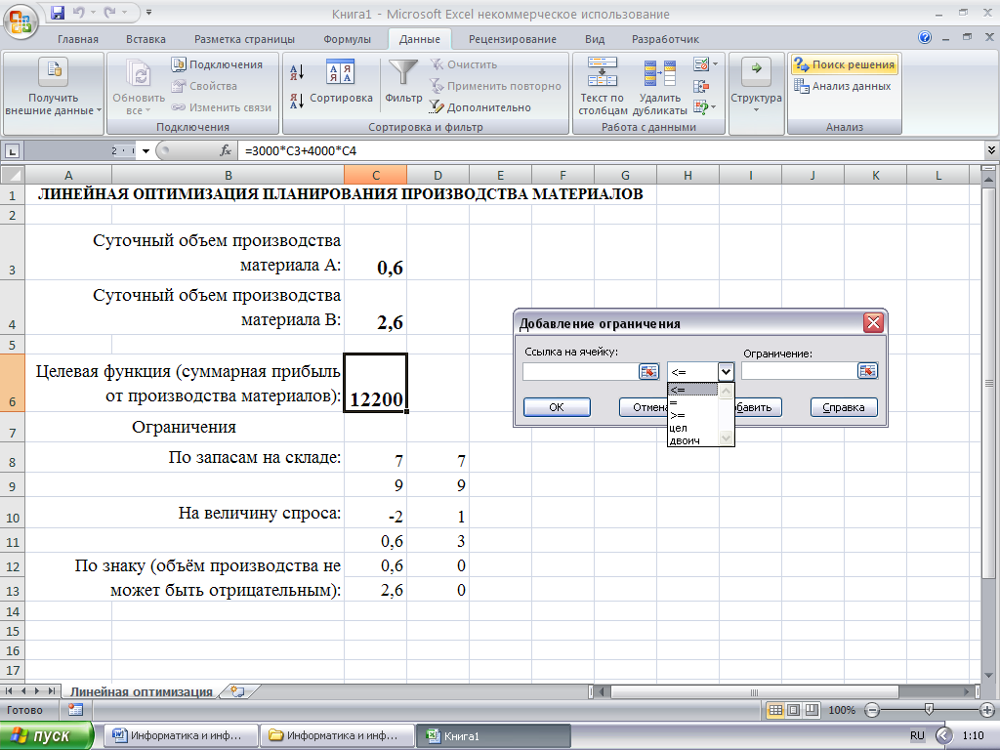 Книга1 - Microsoft Excel некоммерческое использование
Главная Вставка Разметка страницы Формулы Данные Рецензирование Вид Разработчик
Получить внешние данные
Обновить все
Подключения
Свойства
Изменить связи
Подключения
Сортировка
Фильтр
Очистить
Применить повторно
Дополнительно
Сортировка и фильтр
Текст по столбцам
Удалить дубликаты
Работа с данными
Структура
Поиск решения
Анализ данных
Анализ
fx =3000*C3+4000*C4
A B C D E F G H I J K L
1 ЛИНЕЙНАЯ ОПТИМИЗАЦИЯ ПЛАНИРОВАНИЯ ПРОИЗВОДСТВА МАТЕРИАЛОВ
2
Суточный объем производства
3 материала А: 0,6
Суточный объем производства
4 материала В: 2,6
5
Целевая функция (суммарная прибыль
6 от производства материалов): 12200
7 Ограничения
8 По запасам на складе: 7 7
9 9 9
10 На величину спроса: -2 1
11 0,6 3
12 По знаку (объём производства не 0,6 0
13 может быть отрицательным): 2,6 0
14
15
16
17
Добавление ограничения
Ссылка на ячейку: Ограничение:
<=
<=
=
>=
цел
двоич
ОК Отмена бавить Справка
Линейная оптимизация
Готово 100%
пуск Информатика и инф... Информатика и инф... Книга1 RU 1:10